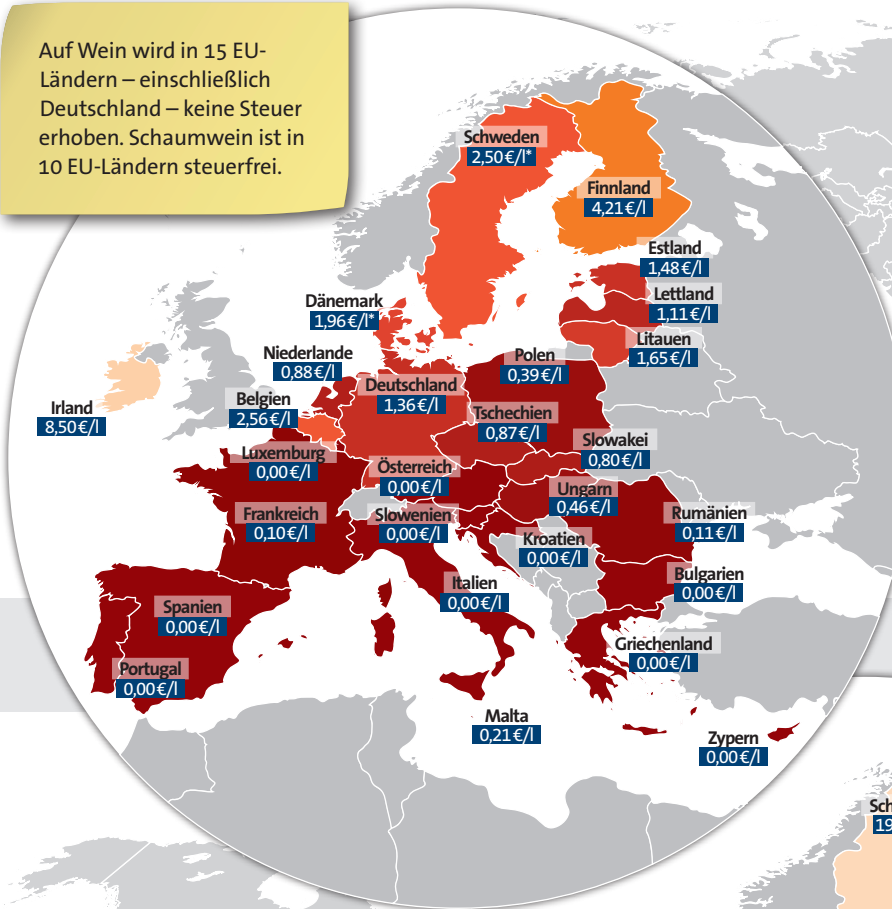 Auf Wein wird in 15 EU-
Ländern – einschließlich
Deutschland – keine Steuer
erhoben. Schaumwein ist in
10 EU-Ländern steuerfrei.
Schweden
2,50€/l*
Finnland
4,21€/l
Estland
1,48€/l
Lettland
1,11€/l
Litauen
1,65€/l
Dänemark
1,96€/l*
Niederlande
0,88€/l
Polen
0,39€/l
Deutschland
1,36€/l
Belgien
2,56€/l
Irland
8,50€/l
Tschechien
0,87€/l
Slowakei
0,80€/l
Luxemburg
0,00€/l
Österreich
0,00€/l
Ungarn
0,46€/l
Frankreich
0,10€/l
Slowenien
0,00€/l
Rumänien
0,11€/l
Kroatien
0,00€/l
Bulgarien
0,00€/l
Italien
0,00€/l
Spanien
0,00€/l
Griechenland
0,00€/l
Portugal
0,00€/l
Malta
0,21€/l
Zypern
0,00€/l
Sch
19